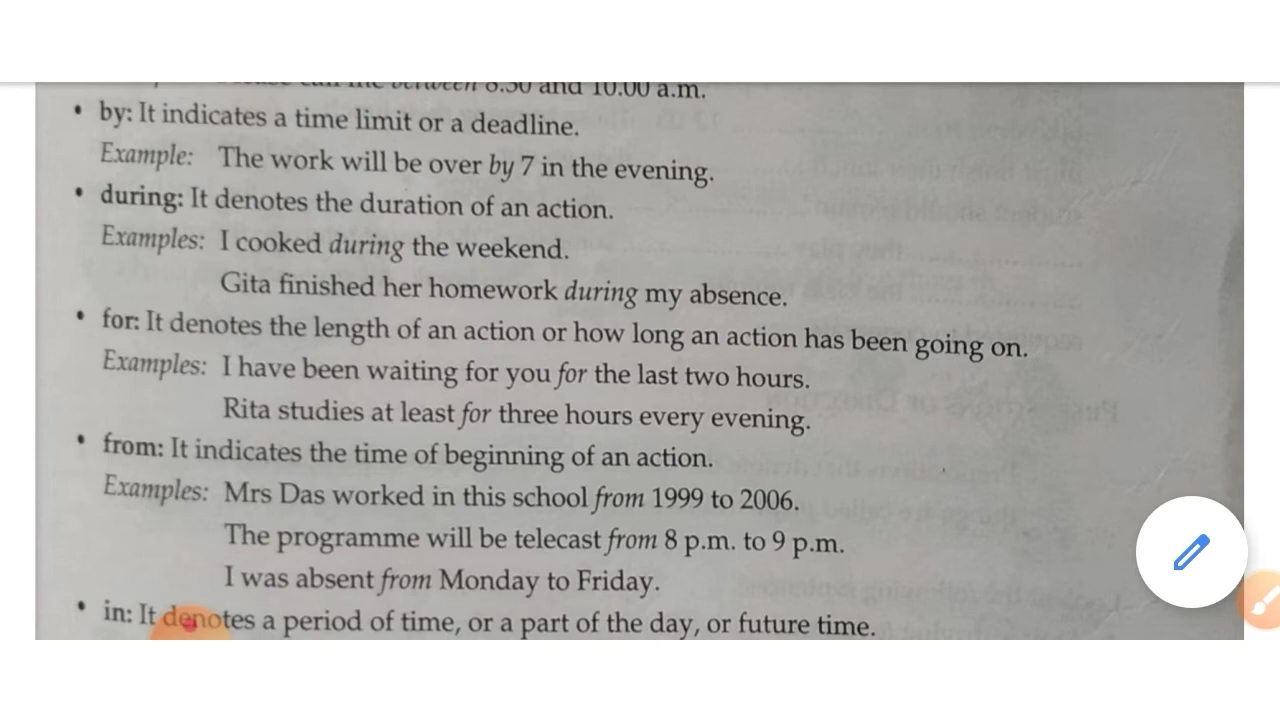 between 8.30 and 10.00 a.m.
• by: It indicates a time limit or a deadline.
Example: The work will be over by 7 in the evening.
• during: It denotes the duration of an action.
Examples: I cooked during the weekend.
Gita finished her homework during my absence.
• for: It denotes the length of an action or how long an action has been going on.
Examples: I have been waiting for you for the last two hours.
Rita studies at least for three hours every evening.
• from: It indicates the time of beginning of an action.
Examples: Mrs Das worked in this school from 1999 to 2006.
The programme will be telecast from 8 p.m. to 9 p.m.
I was absent from Monday to Friday.
• in: It denotes a period of time, or a part of the day, or future time.